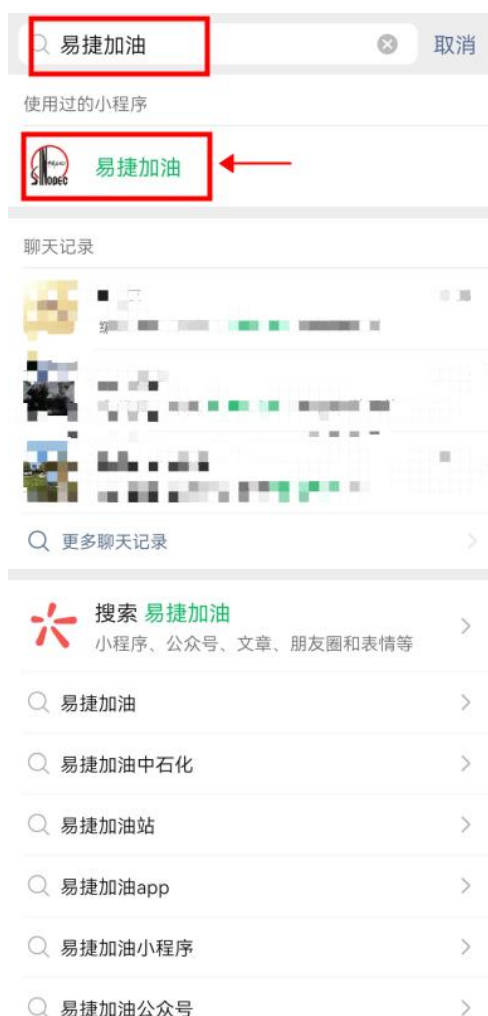 易捷加油
取消
使用过的小程序
SINOPEC
易捷加油
聊天记录
更多聊天记录
搜索 易捷加油
小程序、公众号、文章、朋友圈和表情等
易捷加油
易捷加油中石化
易捷加油站
易捷加油app
易捷加油小程序
易捷加油公众号